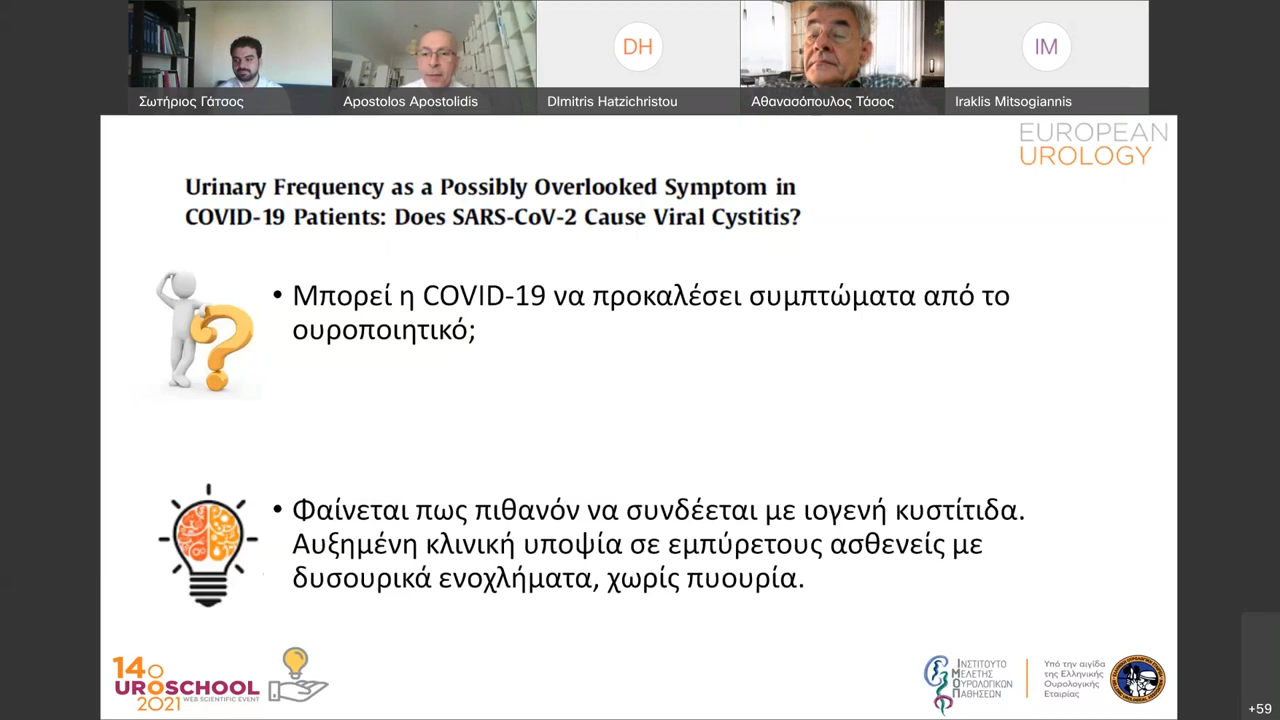 DH
IM
Σωτήριος Γάτσος
Apostolos Apostolidis
DImitris Hatzichristou
Αθανασόπουλος Τάσος
Iraklis Mitsogiannis
EUROPEAN
UROLOGY
Urinary Frequency as a Possibly Overlooked Symptom in
COVID-19 Patients: Does SARS-CoV-2 Cause Viral Cystitis?
• Μπορεί η COVID-19 να προκαλέσει συμπτώματα από το
ουροποιητικό;
• Φαίνεται πως πιθανόν να συνδέεται με ιογενή κυστίτιδα.
Αυξημένη κλινική υποψία σε εμπύρετους ασθενείς με
δυσουρικά ενοχλήματα, χωρίς πυουρία.
14ο
UROSCHOOL
2021 WEB SCIENTIFIC EVENT
ΙΜΟΠ
ΙΝΣΤΙΤΟΥΤΟ
ΜΕΛΕΤΗΣ
ΟΥΡΟΛΟΓΙΚΩΝ
ΠΑΘΗΣΕΩΝ
Υπό την αιγίδα
της Ελληνικής
Ουρολογικής
Εταιρίας
+59